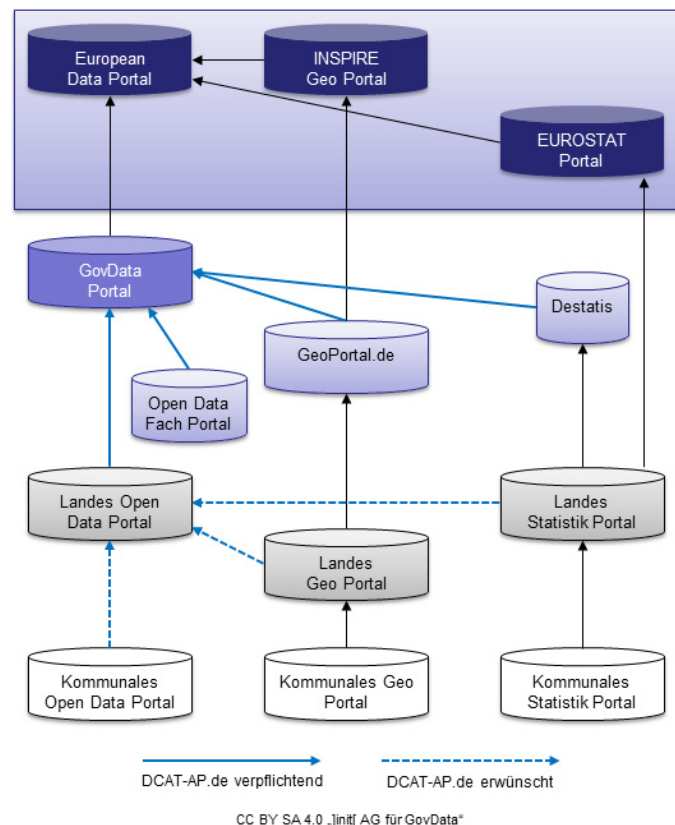 European
Data Portal
INSPIRE
Geo Portal
EUROSTAT
Portal
GovData
Portal
Destatis
GeoPortal.de
Open Data
Fach Portal
Landes Open
Data Portal
Landes
Statistik Portal
Landes
Geo Portal
Kommunales
Open Data Portal
Kommunales Geo
Portal
Kommunales
Statistik Portal
DCAT-AP.de verpflichtend
DCAT-AP.de erwünscht
CC BY SA 4.0 „]init[ AG für GovData“